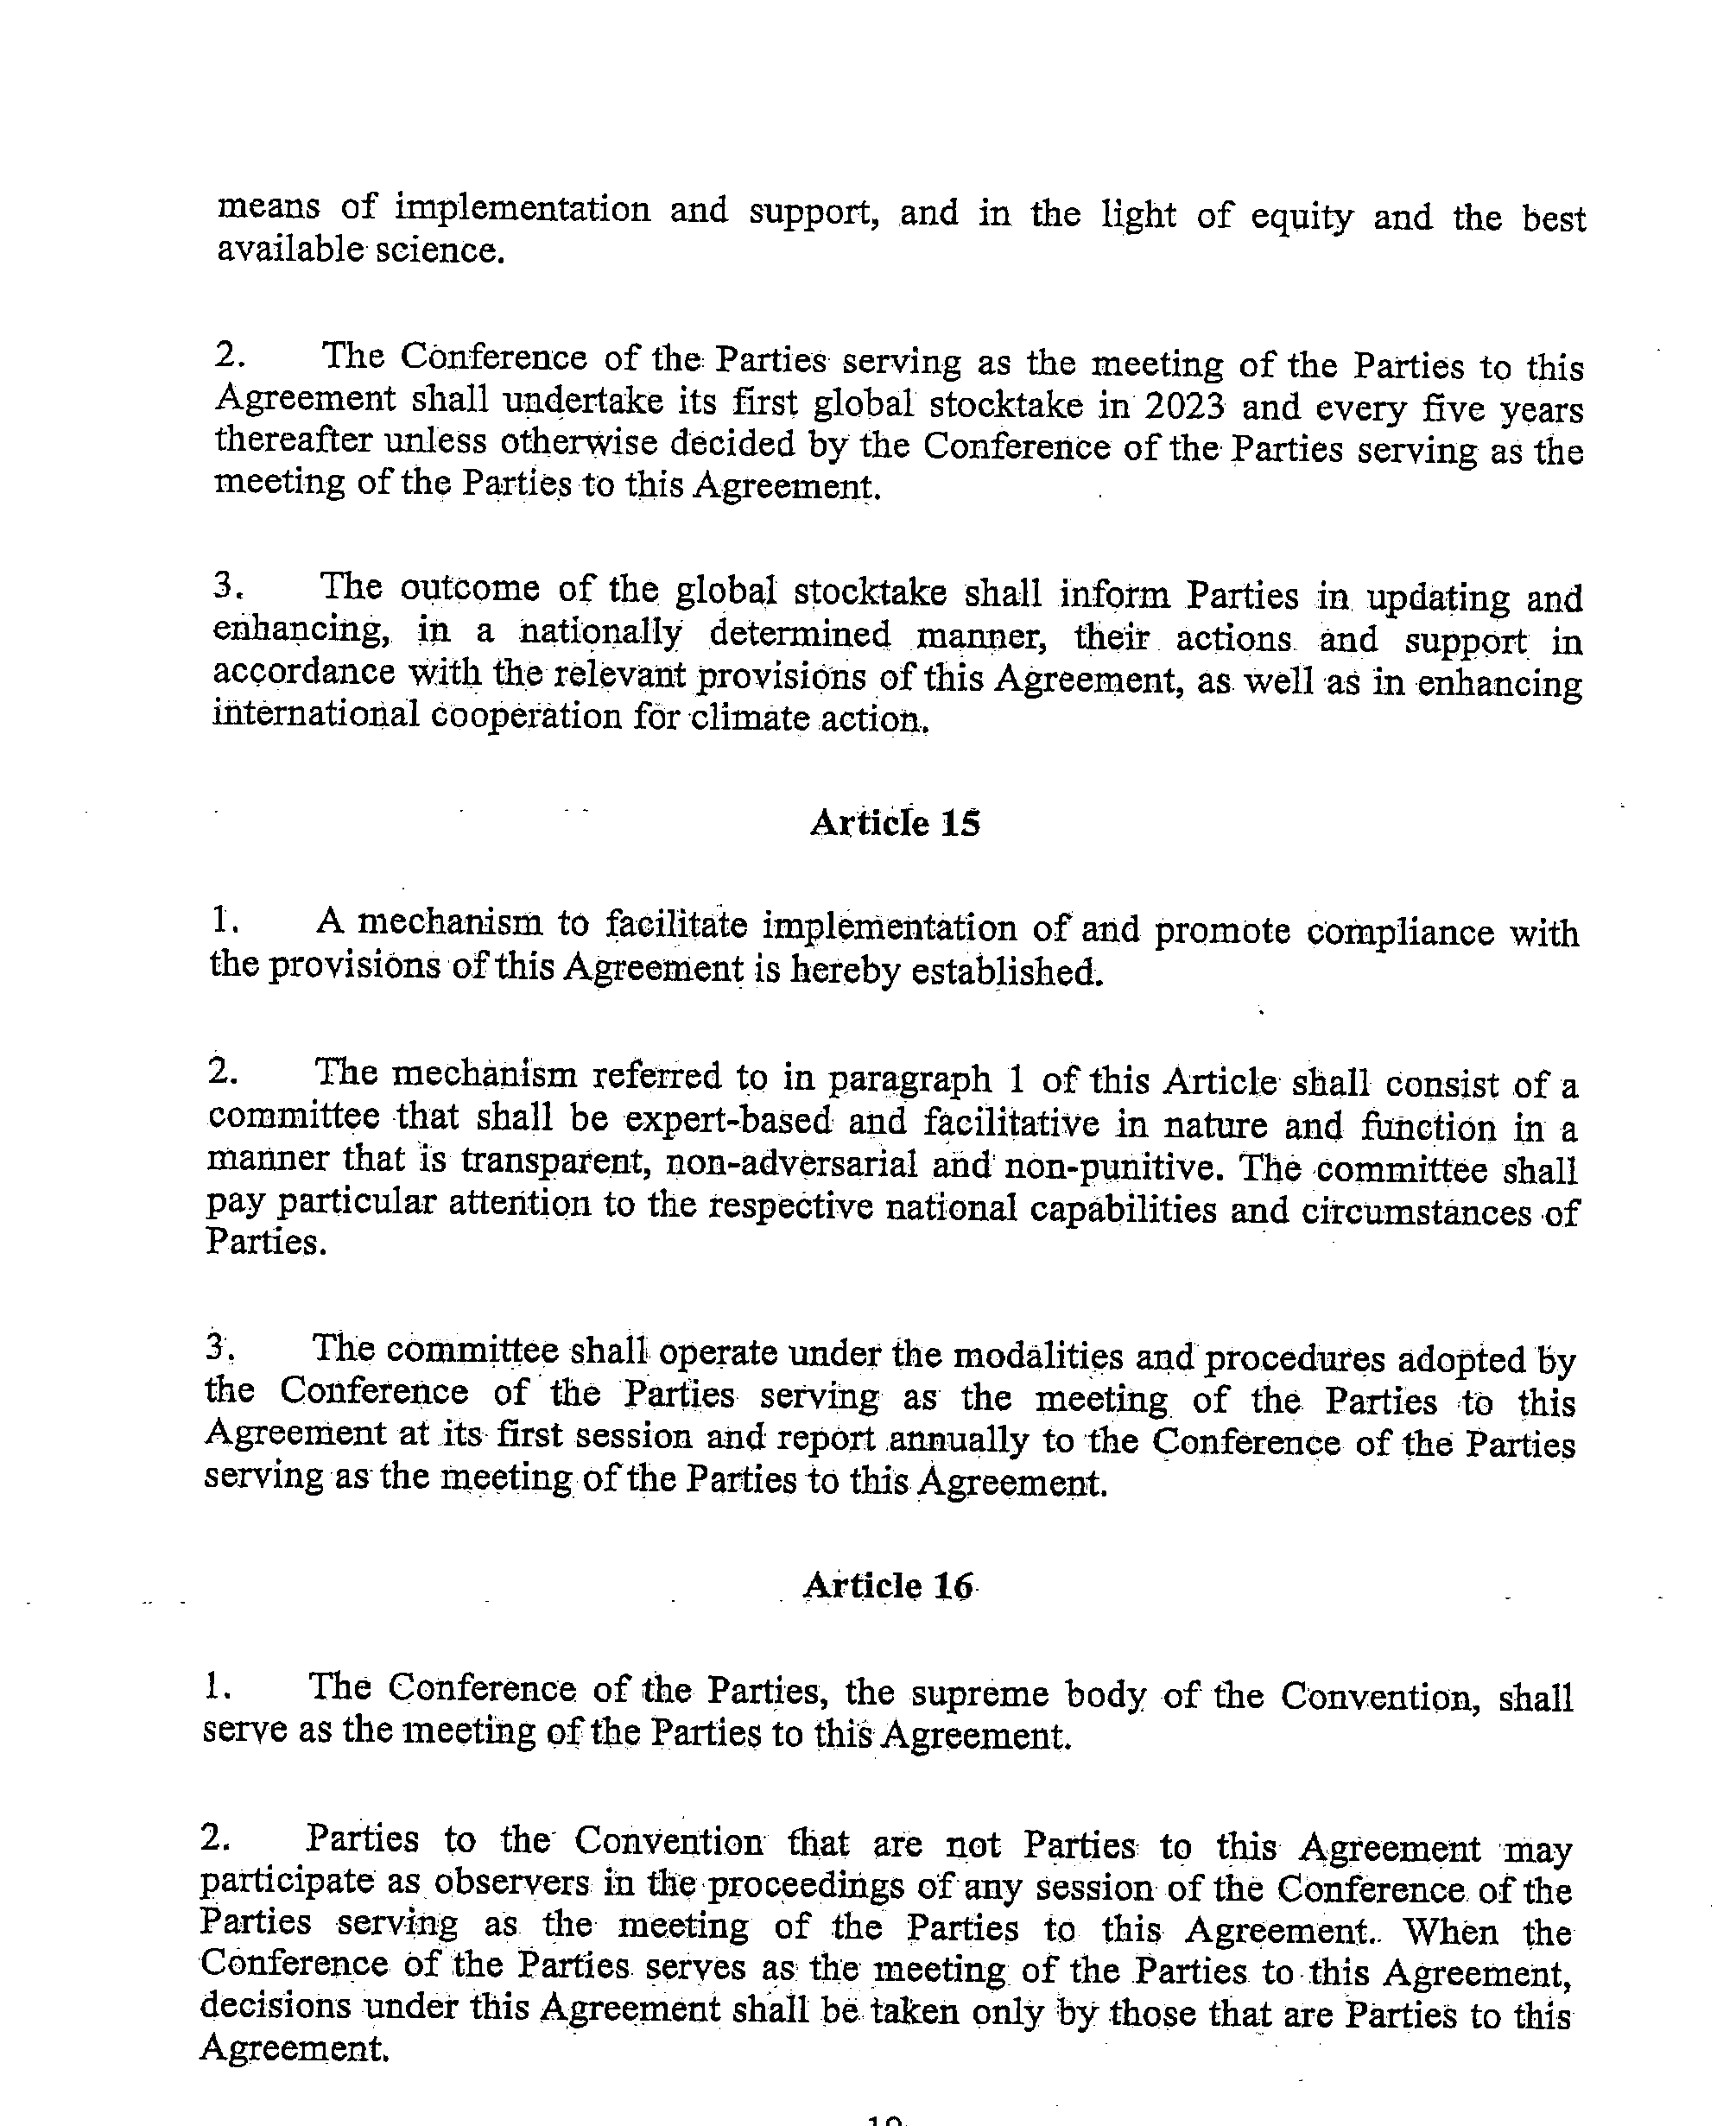 means of implementation and support, and in the light of equity and the best
available science.
2. The Conference of the Parties serving as the meeting of the Parties to this
Agreement shall undertake its first global stocktake in 2023 and every five years
thereafter unless otherwise decided by the Conference of the Parties serving as the
meeting of the Parties to this Agreement.
3. The outcome of the global stocktake shall inform Parties in updating and
enhancing, in a nationally determined manner, their actions and support in
accordance with the relevant provisions of this Agreement, as well as in enhancing
international cooperation for climate action.
Article 15
1. A mechanism to facilitate implementation of and promote compliance with
the provisions of this Agreement is hereby established.
2. The mechanism referred to in paragraph 1 of this Article shall consist of a
committee that shall be expert-based and facilitative in nature and function in a
manner that is transparent, non-adversarial and non-punitive. The committee shall
pay particular attention to the respective national capabilities and circumstances of
Parties.
3. The committee shall operate under the modalities and procedures adopted by
the Conference of the Parties serving as the meeting of the Parties to this
Agreement at its first session and report annually to the Conference of the Parties
serving as the meeting of the Parties to this Agreement.
Article 16
1. The Conference of the Parties, the supreme body of the Convention, shall
serve as the meeting of the Parties to this Agreement.
2. Parties to the Convention that are not Parties to this Agreement may
participate as observers in the proceedings of any session of the Conference of the
Parties serving as the meeting of the Parties to this Agreement. When the
Conference of the Parties serves as the meeting of the Parties to this Agreement,
decisions under this Agreement shall be taken only by those that are Parties to this
Agreement.